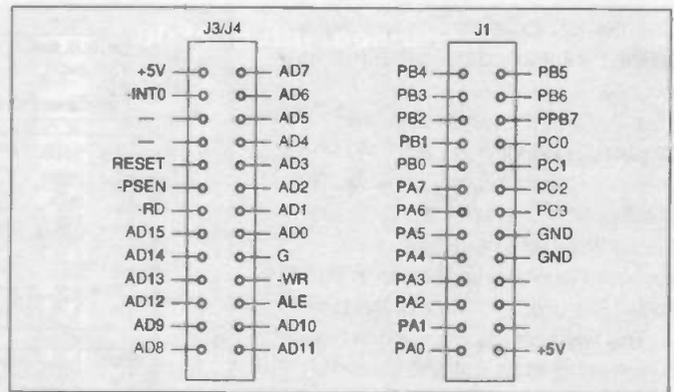 J3/J4 J1
+5V AD7 PB4 PB5
-INT0 AD6 PB3 PB6
— AD5 PB2 PPB7
— AD4 PB1 PC0
RESET AD3 PB0 PC1
-PSEN AD2 PA7 PC2
-RD AD1 PA6 PC3
AD15 AD0 PA5 GND
AD14 G PA4 GND
AD13 -WR PA3
AD12 ALE PA2
AD9 AD10 PA1
AD8 AD11 PA0 +5V